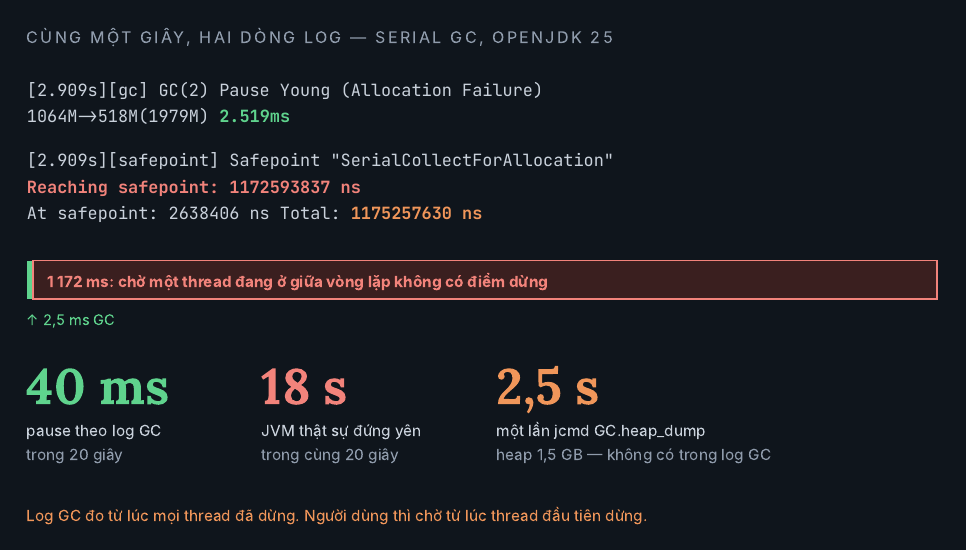 CÙNG MỘT GIÂY, HAI DÒNG LOG — SERIAL GC, OPENJDK 25
[2.909s][gc] GC(2) Pause Young (Allocation Failure)
1064M→518M(1979M) 2.519ms
[2.909s][safepoint] Safepoint "SerialCollectForAllocation"
Reaching safepoint: 1172593837 ns
At safepoint: 2638406 ns Total: 1175257630 ns
1 172 ms: chờ một thread đang ở giữa vòng lặp không có điểm dừng
↑ 2,5 ms GC
40 ms
pause theo log GC
trong 20 giây
18 s
JVM thật sự đứng yên
trong cùng 20 giây
2,5 s
một lần jcmd GC.heap_dump
heap 1,5 GB — không có trong log GC
Log GC đo từ lúc mọi thread đã dừng. Người dùng thì chờ từ lúc thread đầu tiên dừng.